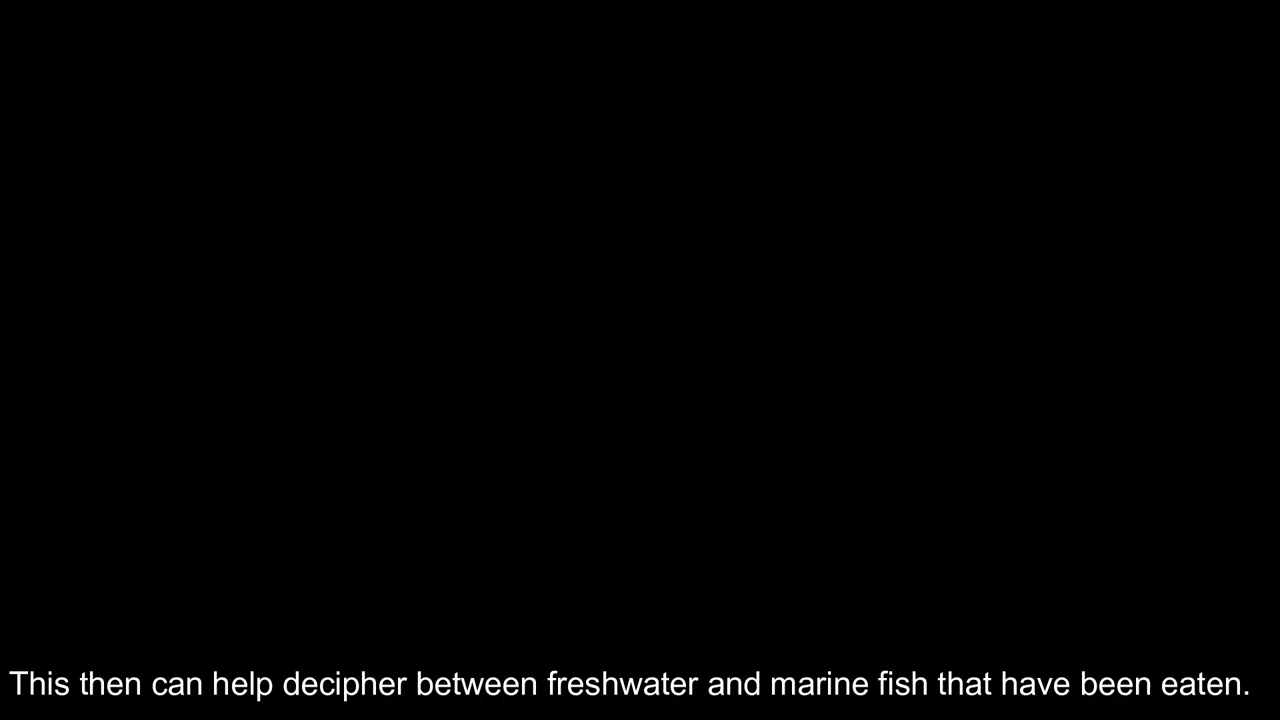 This then can help decipher between freshwater and marine fish that have been eaten.